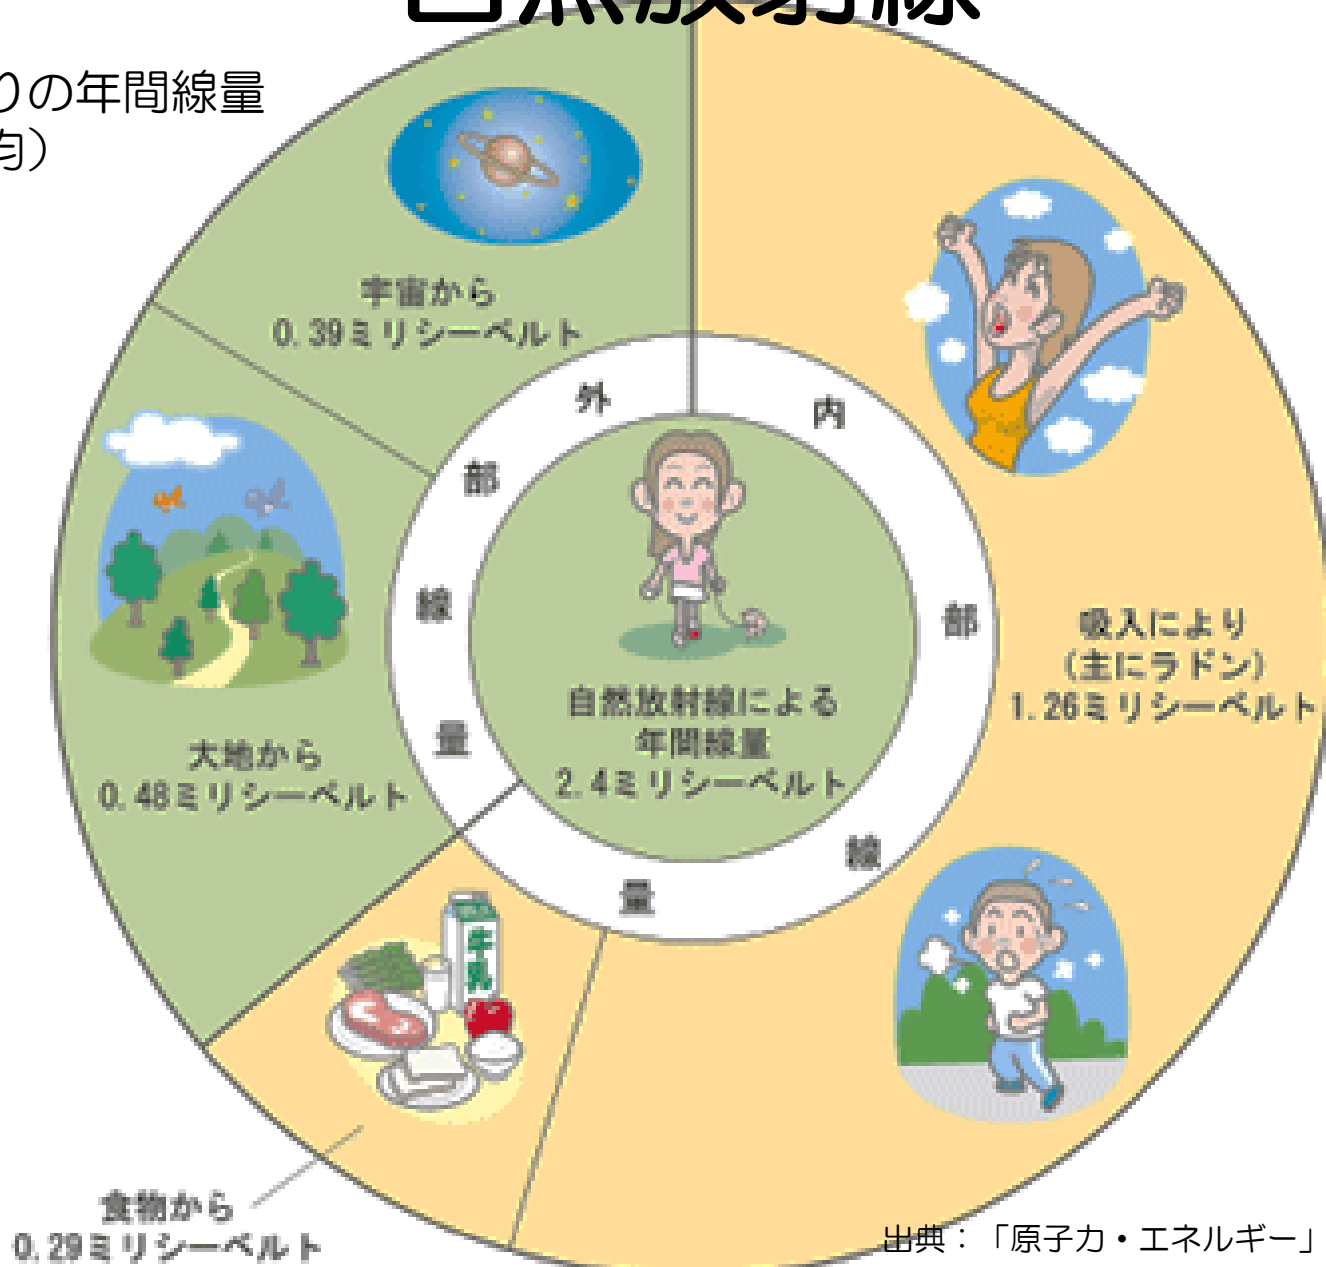 自然放射線
りの年間線量
均）
宇宙から
0.39ミリシーベルト
外部線量
内部線量
大地から
0.48ミリシーベルト
自然放射線による
年間線量
2.4ミリシーベルト
吸入により
(主にラドン)
1.26ミリシーベルト
牛乳
食物から
0.29ミリシーベルト
出典：「原子力・エネルギー」